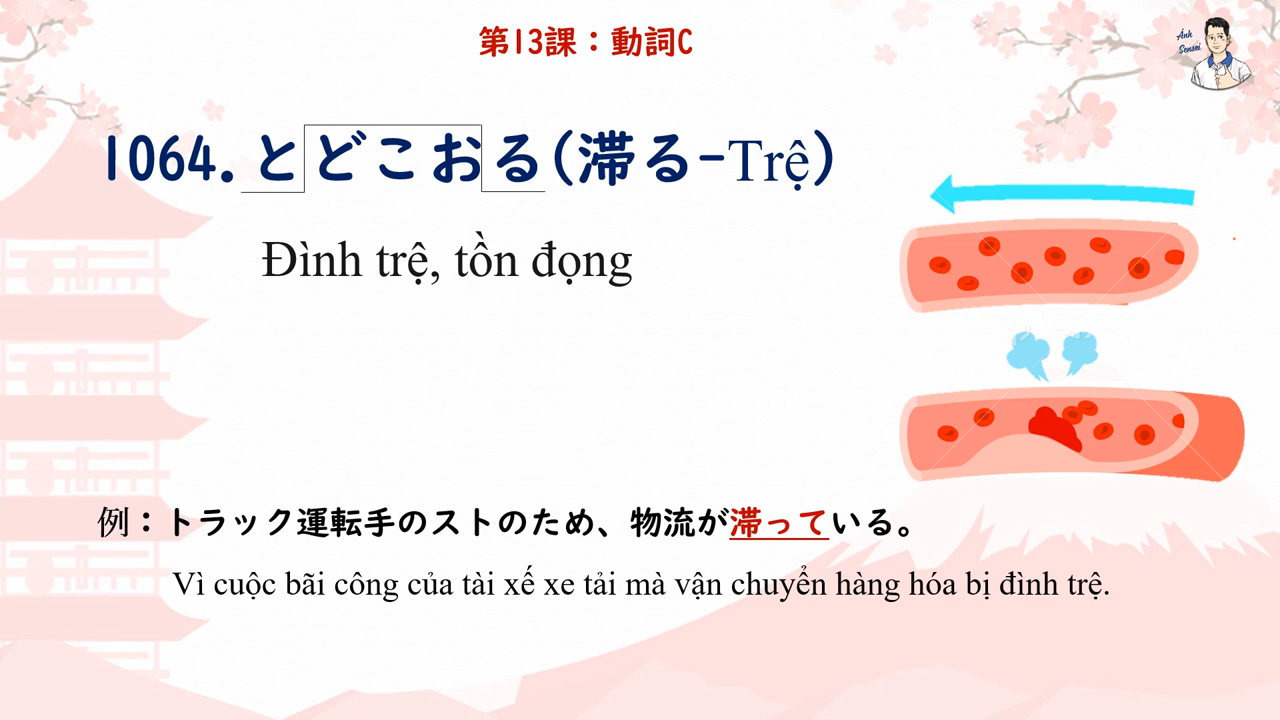 第13課：動詞C
Anh Sensei
1064.とどこおる(滞る-Trệ)
Đình trệ, tồn đọng
例：トラック運転手のストのため、物流が滞っている。
Vì cuộc bãi công của tài xế xe tải mà vận chuyển hàng hóa bị đình trệ.